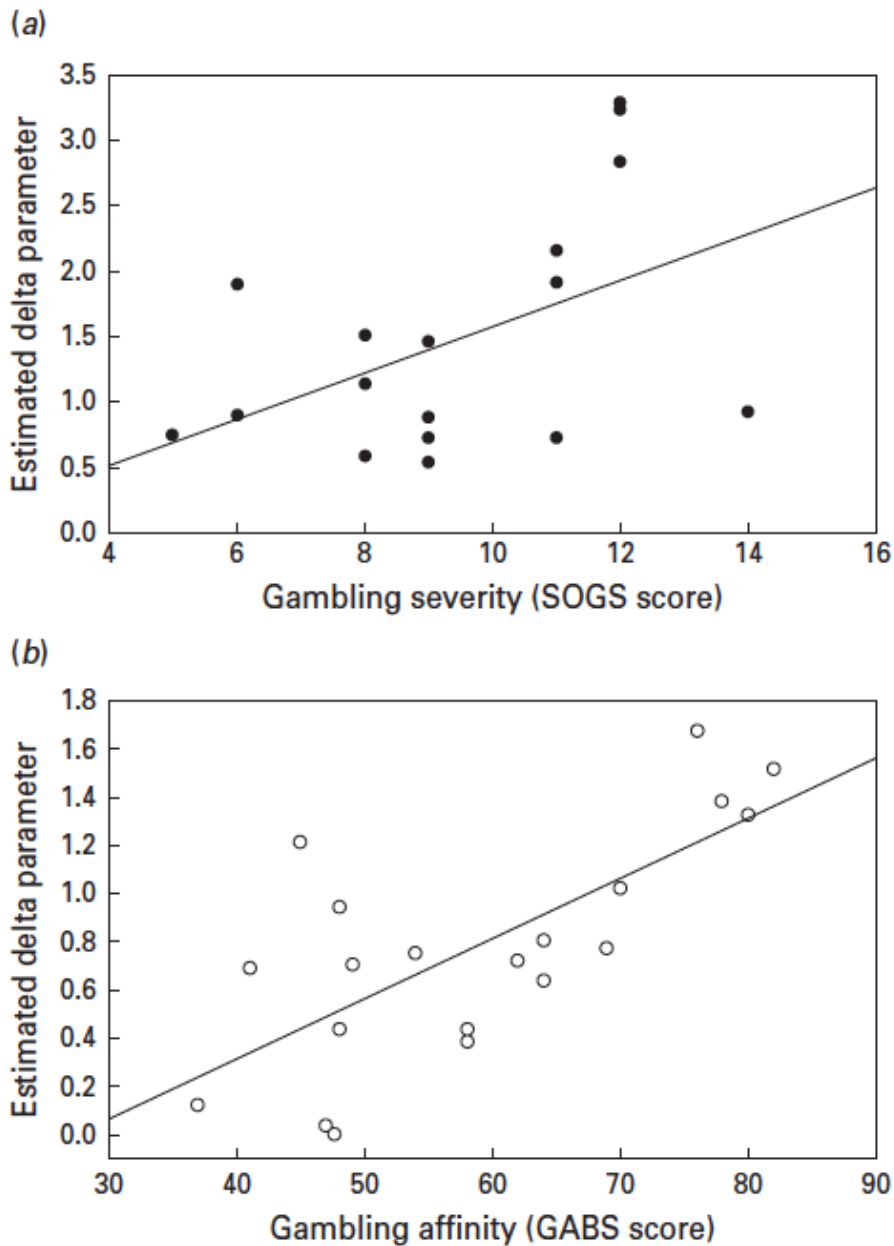 (a)
3.5
3.0
2.5
2.0
1.5
1.0
0.5
0.0
Estimated delta parameter
4 6 8 10 12 14 16
Gambling severity (SOGS score)
(b)
1.8
1.6
1.4
1.2
1.0
0.8
0.6
0.4
0.2
0.0
Estimated delta parameter
30 40 50 60 70 80 90
Gambling affinity (GABS score)